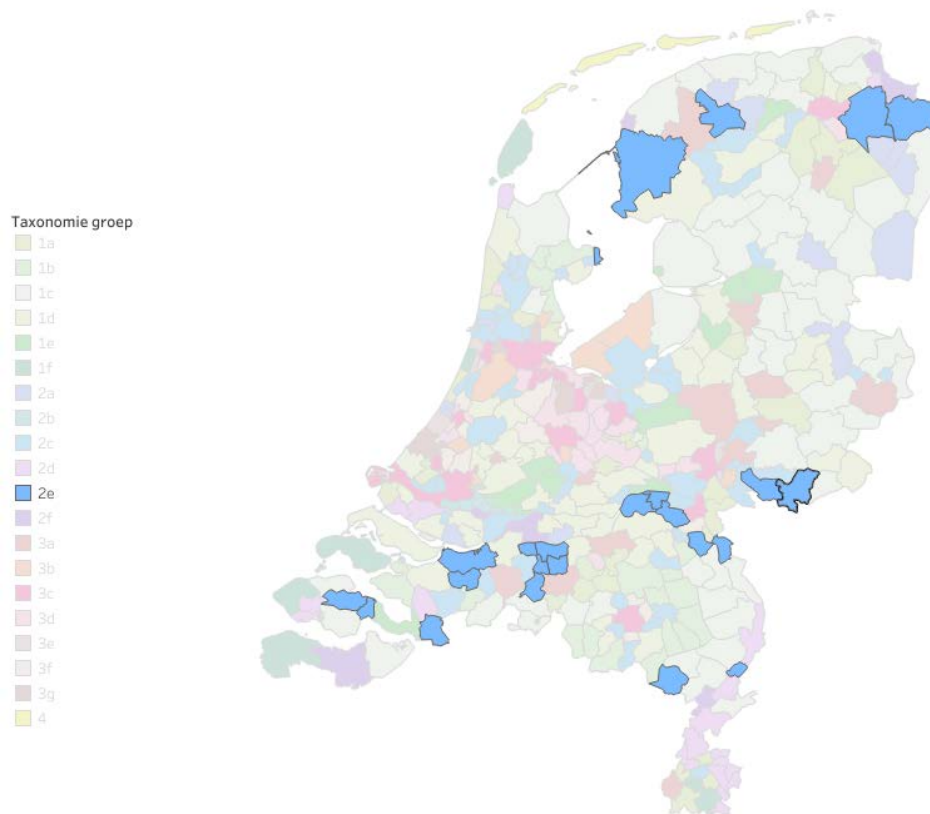 Taxonomie groep
1a
1b
1c
1d
1e
1f
2a
2b
2c
2d
2e
2f
3a
3b
3c
3d
3e
3f
3g
4